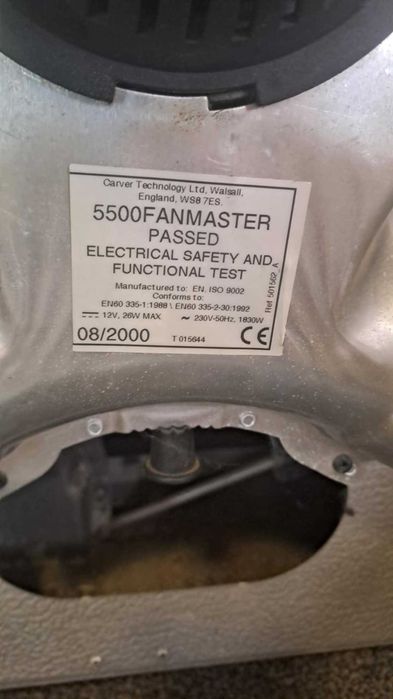 Carver Technology Ltd, Walsall,
England, WS8 7ES.
5500FANMASTER
PASSED
ELECTRICAL SAFETY AND
FUNCTIONAL TEST
Manufactured to: EN. ISO 9002
Conforms to:
EN60 335-1:1988 \ EN60 335-2-30:1992
⎓ 12V, 26W MAX ~ 230V-50Hz, 1830W
08/2000 T 015644 CE
Ref 501562 A